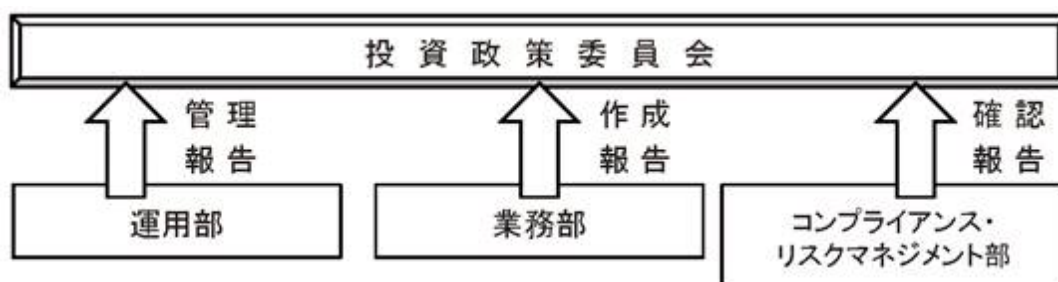 投資政策委員会
管理
報告
作成
報告
確認
報告
運用部
業務部
コンプライアンス・
リスクマネジメント部